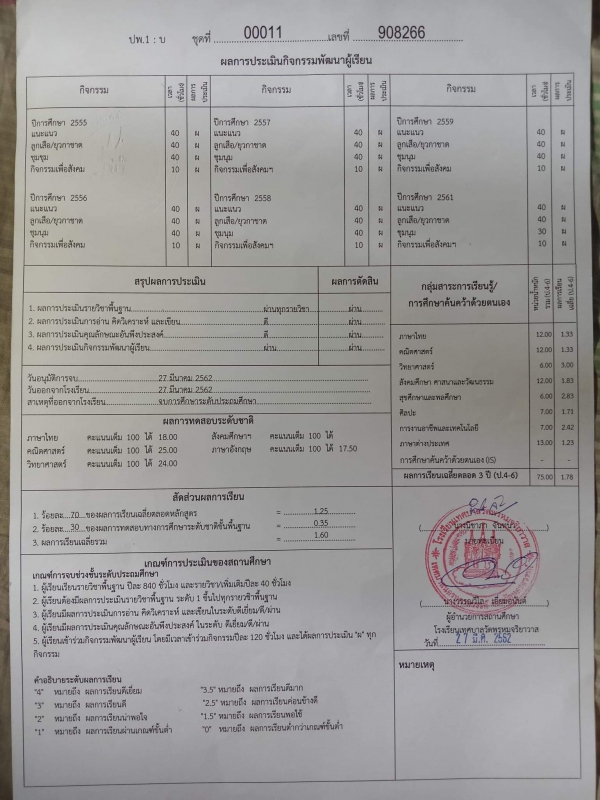 ปพ.1 : บ ชุดที่ 00011 เลขที่ 908266
ผลการประเมินกิจกรรมพัฒนาผู้เรียน
กิจกรรม เวลา (ชั่วโมง) ผลการประเมิน กิจกรรม เวลา (ชั่วโมง) ผลการประเมิน กิจกรรม เวลา (ชั่วโมง) ผลการประเมิน
ปีการศึกษา 2555
แนะแนว 40 ผ
ลูกเสือ/ยุวกาชาด 40 ผ
ชุมชุม 40 ผ
กิจกรรมเพื่อสังคม 10 ผ
ปีการศึกษา 2556
แนะแนว 40 ผ
ลูกเสือ/ยุวกาชาด 40 ผ
ชุมนุม 40 ผ
กิจกรรมเพื่อสังคม 10 ผ
ปีการศึกษา 2557
แนะแนว 40 ผ
ลูกเสือ/ยุวกาชาด 40 ผ
ชุมนุม 40 ผ
กิจกรรมเพื่อสังคมฯ 10 ผ
ปีการศึกษา 2558
แนะแนว 40 ผ
ลูกเสือ/ยุวกาชาด 40 ผ
ชุมนุม 40 ผ
กิจกรรมเพื่อสังคมฯ 10 ผ
ปีการศึกษา 2559
แนะแนว 40 ผ
ลูกเสือ/ยุวกาชาด 40 ผ
ชุมนุม 40 ผ
กิจกรรมเพื่อสังคมฯ 10 ผ
ปีการศึกษา 2561
แนะแนว 40 ผ
ลูกเสือ/ยุวกาชาด 40 ผ
ชุมนุม 30 ผ
กิจกรรมเพื่อสังคมฯ 10 ผ
สรุปผลการประเมิน ผลการตัดสิน
1. ผลการประเมินรายวิชาพื้นฐาน ผ่านทุกรายวิชา ผ่าน
2. ผลการประเมินการอ่าน คิดวิเคราะห์ และเขียน ดี ผ่าน
3. ผลการประเมินคุณลักษณะอันพึงประสงค์ ดี ผ่าน
4. ผลการประเมินกิจกรรมพัฒนาผู้เรียน ผ่าน ผ่าน
วันอนุมัติการจบ 27 มีนาคม 2562
วันออกจากโรงเรียน 27 มีนาคม 2562
สาเหตุที่ออกจากโรงเรียน จบการศึกษาระดับประถมศึกษา
ผลการทดสอบระดับชาติ
ภาษาไทย คะแนนเต็ม 100 ได้ 18.00 สังคมศึกษาฯ คะแนนเต็ม 100 ได้
คณิตศาสตร์ คะแนนเต็ม 100 ได้ 25.00 ภาษาอังกฤษ คะแนนเต็ม 100 ได้ 17.50
วิทยาศาสตร์ คะแนนเต็ม 100 ได้ 24.00
กลุ่มสาระการเรียนรู้/
การศึกษาค้นคว้าด้วยตนเอง
หน่วยน้ำหนักรวม (ป.4-6) ผลการเรียนเฉลี่ย (ป.4-6)
ภาษาไทย 12.00 1.33
คณิตศาสตร์ 12.00 1.33
วิทยาศาสตร์ 6.00 3.00
สังคมศึกษา ศาสนาและวัฒนธรรม 12.00 1.83
สุขศึกษาและพลศึกษา 6.00 2.83
ศิลปะ 7.00 1.71
การงานอาชีพและเทคโนโลยี 7.00 2.42
ภาษาต่างประเทศ 13.00 1.23
การศึกษาค้นคว้าด้วยตนเอง (IS) - -
ผลการเรียนเฉลี่ยตลอด 3 ปี (ป.4-6) 75.00 1.78
สัดส่วนผลการเรียน
1. ร้อยละ 70 ของผลการเรียนเฉลี่ยตลอดหลักสูตร = 1.25
2. ร้อยละ 30 ของผลการทดสอบทางการศึกษาระดับชาติขั้นพื้นฐาน = 0.35
3. ผลการเรียนเฉลี่ยรวม = 1.60
เกณฑ์การประเมินของสถานศึกษา
เกณฑ์การจบช่วงชั้นระดับประถมศึกษา
1. ผู้เรียนเรียนรายวิชาพื้นฐาน ปีละ 840 ชั่วโมง และรายวิชา/เพิ่มเติมปีละ 40 ชั่วโมง
2. ผู้เรียนต้องมีผลการประเมินรายวิชาพื้นฐาน ระดับ 1 ขึ้นไปทุกรายวิชาพื้นฐาน
3. ผู้เรียนมีผลการประเมินการอ่าน คิดวิเคราะห์ และเขียนในระดับดีเยี่ยม/ดี/ผ่าน
4. ผู้เรียนมีผลการประเมินคุณลักษณะอันพึงประสงค์ ในระดับ ดีเยี่ยม/ดี/ผ่าน
5. ผู้เรียนเข้าร่วมกิจกรรมพัฒนาผู้เรียน โดยมีเวลาเข้าร่วมกิจกรรมปีละ 120 ชั่วโมง และได้ผลการประเมิน "ผ" ทุก
กิจกรรม
คำอธิบายระดับผลการเรียน
"4" หมายถึง ผลการเรียนดีเยี่ยม "3.5" หมายถึง ผลการเรียนดีมาก
"3" หมายถึง ผลการเรียนดี "2.5" หมายถึง ผลการเรียนค่อนข้างดี
"2" หมายถึง ผลการเรียนน่าพอใจ "1.5" หมายถึง ผลการเรียนพอใช้
"1" หมายถึง ผลการเรียนผ่านเกณฑ์ขั้นต่ำ "0" หมายถึง ผลการเรียนต่ำกว่าเกณฑ์ขั้นต่ำ
นายทะเบียน
ผู้อำนวยการสถานศึกษา
โรงเรียนเทศบาลวัดพรหมจริยาวาส
วันที่ 27 มี.ค. 2562
หมายเหตุ